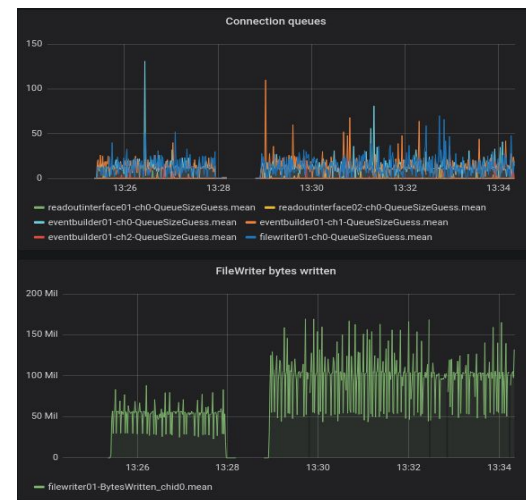 Connection queues
150
100
50
0
13:26 13:28 13:30 13:32 13:34
readoutinterface01-ch0-QueueSizeGuess.mean readoutinterface02-ch0-QueueSizeGuess.mean
eventbuilder01-ch0-QueueSizeGuess.mean eventbuilder01-ch1-QueueSizeGuess.mean
eventbuilder01-ch2-QueueSizeGuess.mean filewriter01-ch0-QueueSizeGuess.mean
FileWriter bytes written
200 Mil
150 Mil
100 Mil
50 Mil
0
13:26 13:28 13:30 13:32 13:34
filewriter01-BytesWritten_chid0.mean